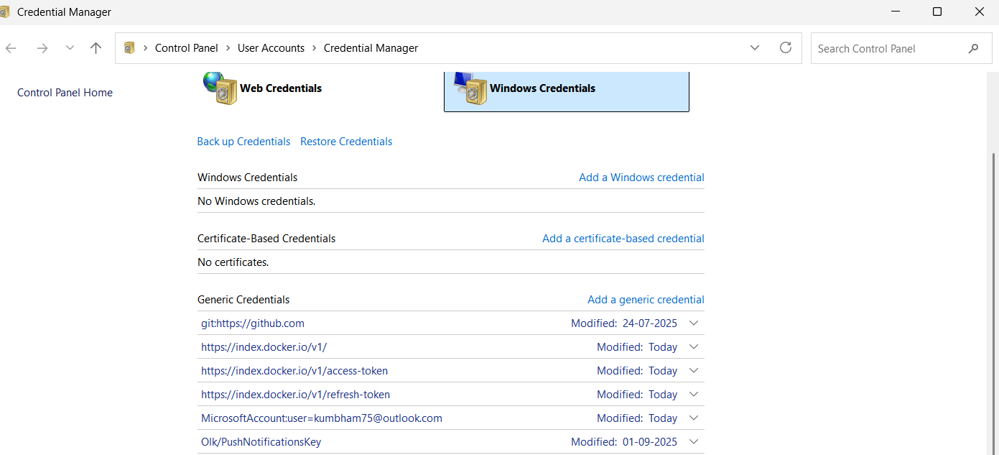 Credential Manager
Control Panel > User Accounts > Credential Manager
Search Control Panel
Control Panel Home
Web Credentials
Windows Credentials
Back up Credentials
Restore Credentials
Windows Credentials
Add a Windows credential
No Windows credentials.
Certificate-Based Credentials
Add a certificate-based credential
No certificates.
Generic Credentials
Add a generic credential
git:https://github.com
Modified: 24-07-2025
https://index.docker.io/v1/
Modified: Today
https://index.docker.io/v1/access-token
Modified: Today
https://index.docker.io/v1/refresh-token
Modified: Today
MicrosoftAccount:user=kumbham75@outlook.com
Modified: Today
Olk/PushNotificationsKey
Modified: 01-09-2025